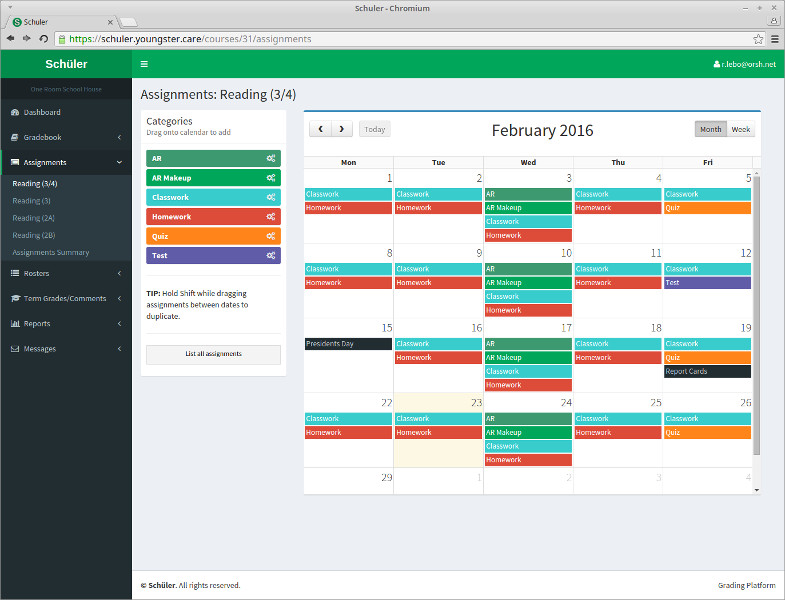 Schuler - Chromium
Schuler
https://schuler.youngster.care/courses/31/assignments
Schüler
r.lebo@orsh.net
One Room School House
Dashboard
Gradebook
Assignments
Reading (3/4)
Reading (3)
Reading (2A)
Reading (2B)
Assignments Summary
Rosters
Term Grades/Comments
Reports
Messages
Assignments: Reading (3/4)
Categories
Drag onto calendar to add
AR
AR Makeup
Classwork
Homework
Quiz
Test
TIP: Hold Shift while dragging
assignments between dates to
duplicate.
List all assignments
Today
February 2016
Month Week
Mon Tue Wed Thu Fri
1 2 3 4 5
Classwork Classwork AR Classwork Classwork
Homework Homework AR Makeup Homework Quiz
Classwork
Homework
8 9 10 11 12
Classwork Classwork AR Classwork Classwork
Homework Homework AR Makeup Homework Test
Classwork
Homework
15 16 17 18 19
Presidents Day Classwork AR Classwork Classwork
Homework AR Makeup Homework Quiz
Classwork Report Cards
Homework
22 23 24 25 26
Classwork Classwork AR Classwork Classwork
Homework Homework AR Makeup Homework Quiz
Classwork
Homework
29 1 2 3 4
© Schüler. All rights reserved.
Grading Platform